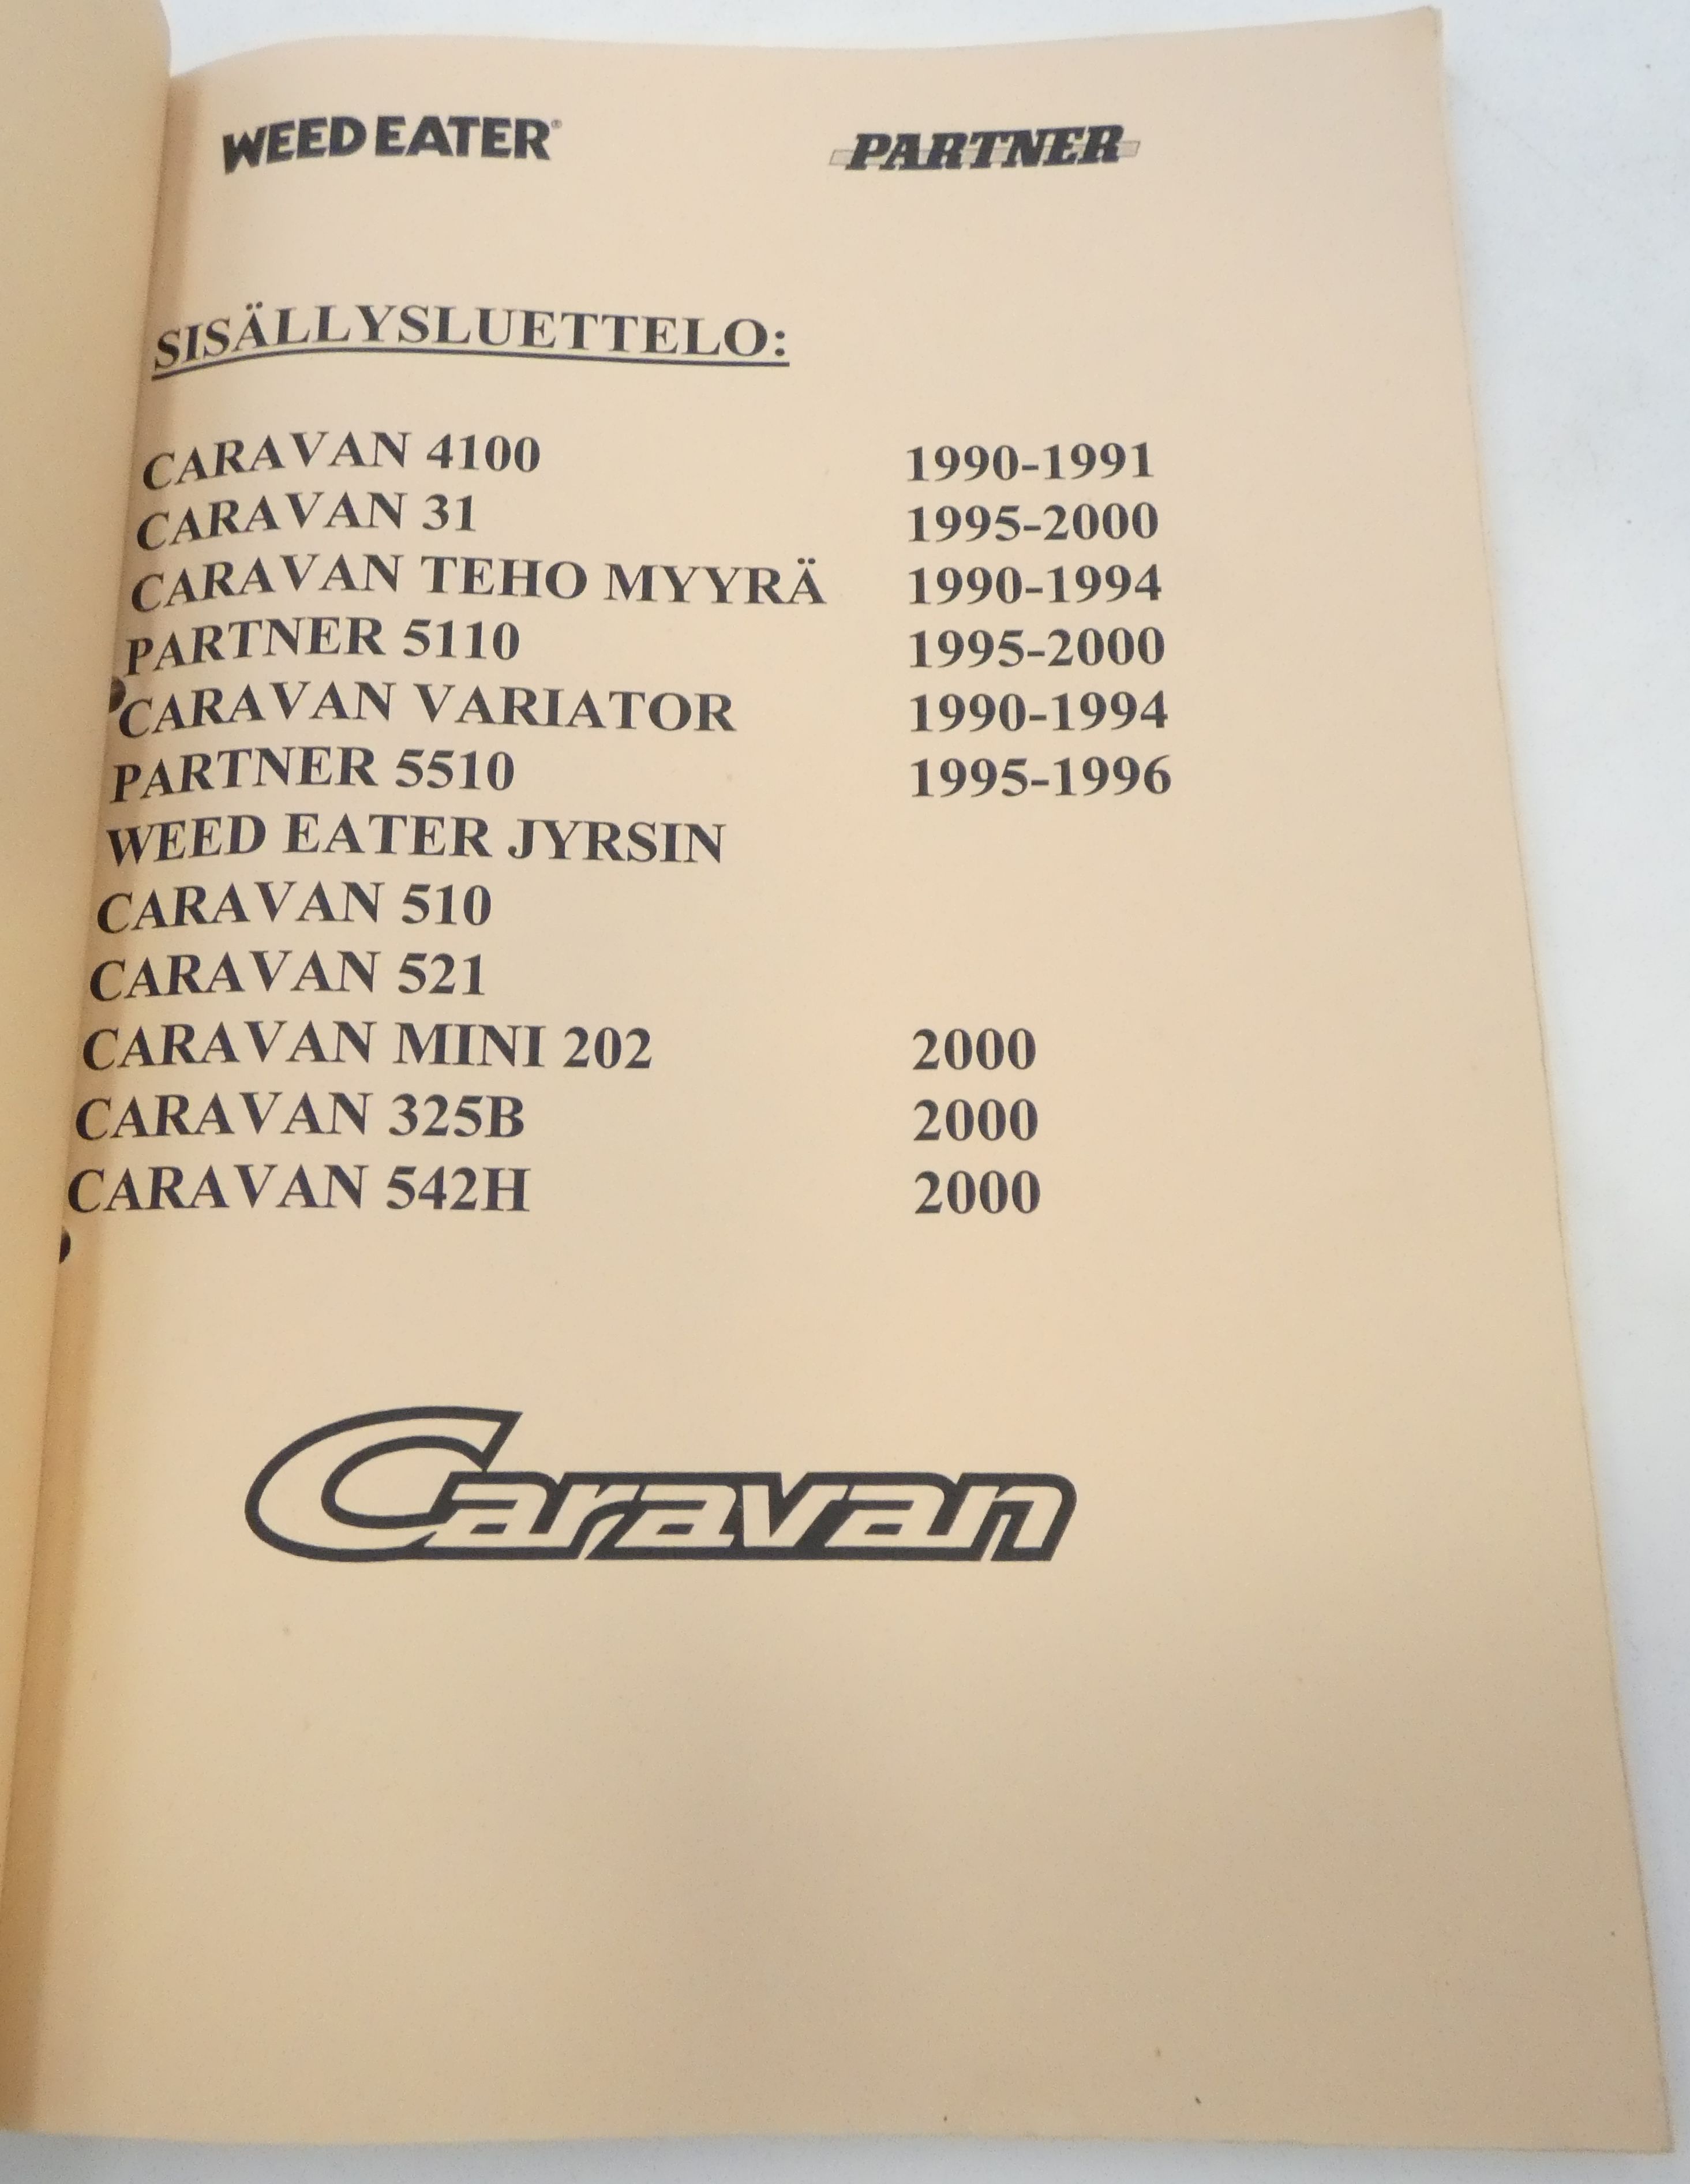 WEED EATER® PARTNER
SISÄLLYSLUETTELO:
CARAVAN 4100 1990-1991
CARAVAN 31 1995-2000
CARAVAN TEHO MYYRÄ 1990-1994
PARTNER 5110 1995-2000
CARAVAN VARIATOR 1990-1994
PARTNER 5510 1995-1996
WEED EATER JYRSIN
CARAVAN 510
CARAVAN 521
CARAVAN MINI 202 2000
CARAVAN 325B 2000
CARAVAN 542H 2000
Caravan